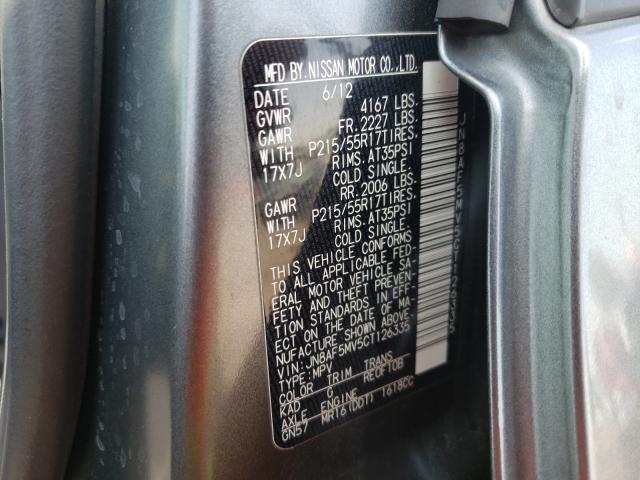 MFD BY. NISSAN MOTOR CO., LTD.
DATE 6/12
GVWR 4167 LBS.
GAWR FR. 2227 LBS.
WITH P215/55R17TIRES.
17X7J RIMS. AT35PSI
COLD SINGLE.
GAWR RR. 2006 LBS.
WITH P215/55R17TIRES.
17X7J RIMS. AT35PSI
COLD SINGLE.
THIS VEHICLE CONFORMS
TO ALL APPLICABLE FED-
ERAL MOTOR VEHICLE SA-
FETY AND THEFT PREVEN-
TION STANDARDS IN EFF-
ECT ON THE DATE OF MA-
NUFACTURE SHOWN ABOVE.
VIN: JN8AF5MV5CT126335
TYPE: MPV
COLOR TRIM TRANS
KAD G RE0F10B
AXLE ENGINE
GN57 MR16(DDT) 1618CC
JN8AF5MV5CT126335